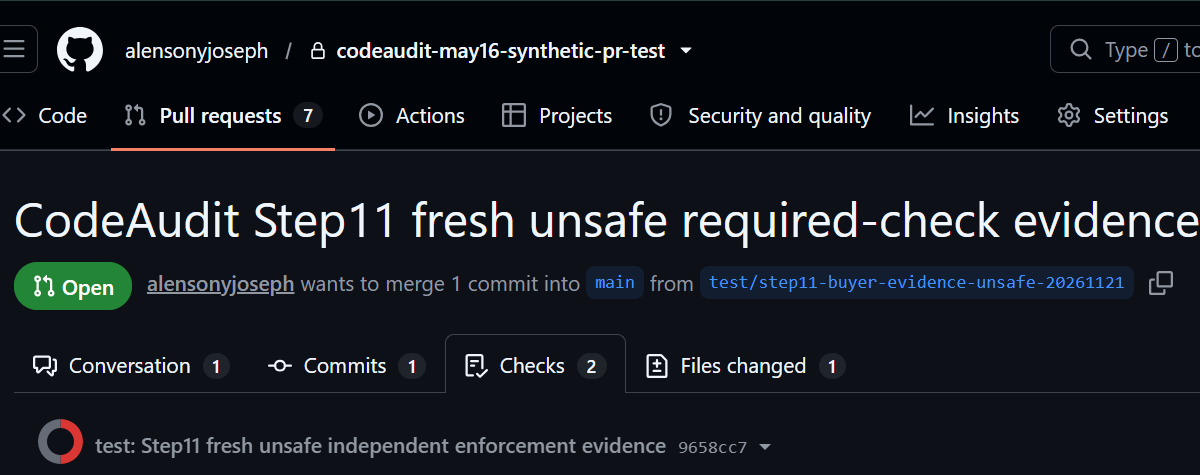 alensonyjoseph / codeaudit-may16-synthetic-pr-test Type / to
Code Pull requests 7 Actions Projects Security and quality Insights Settings
CodeAudit Step11 fresh unsafe required-check evidence
Open alensonyjoseph wants to merge 1 commit into main from test/step11-buyer-evidence-unsafe-20261121
Conversation 1 Commits 1 Checks 2 Files changed 1
test: Step11 fresh unsafe independent enforcement evidence 9658cc7